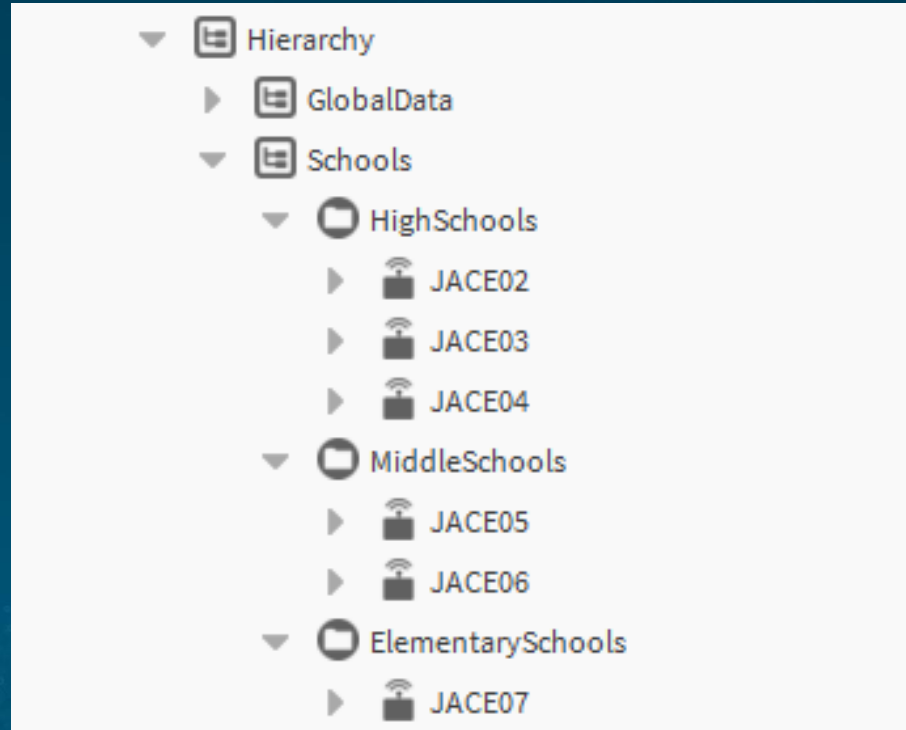 Hierarchy
GlobalData
Schools
HighSchools
JACE02
JACE03
JACE04
MiddleSchools
JACE05
JACE06
ElementarySchools
JACE07